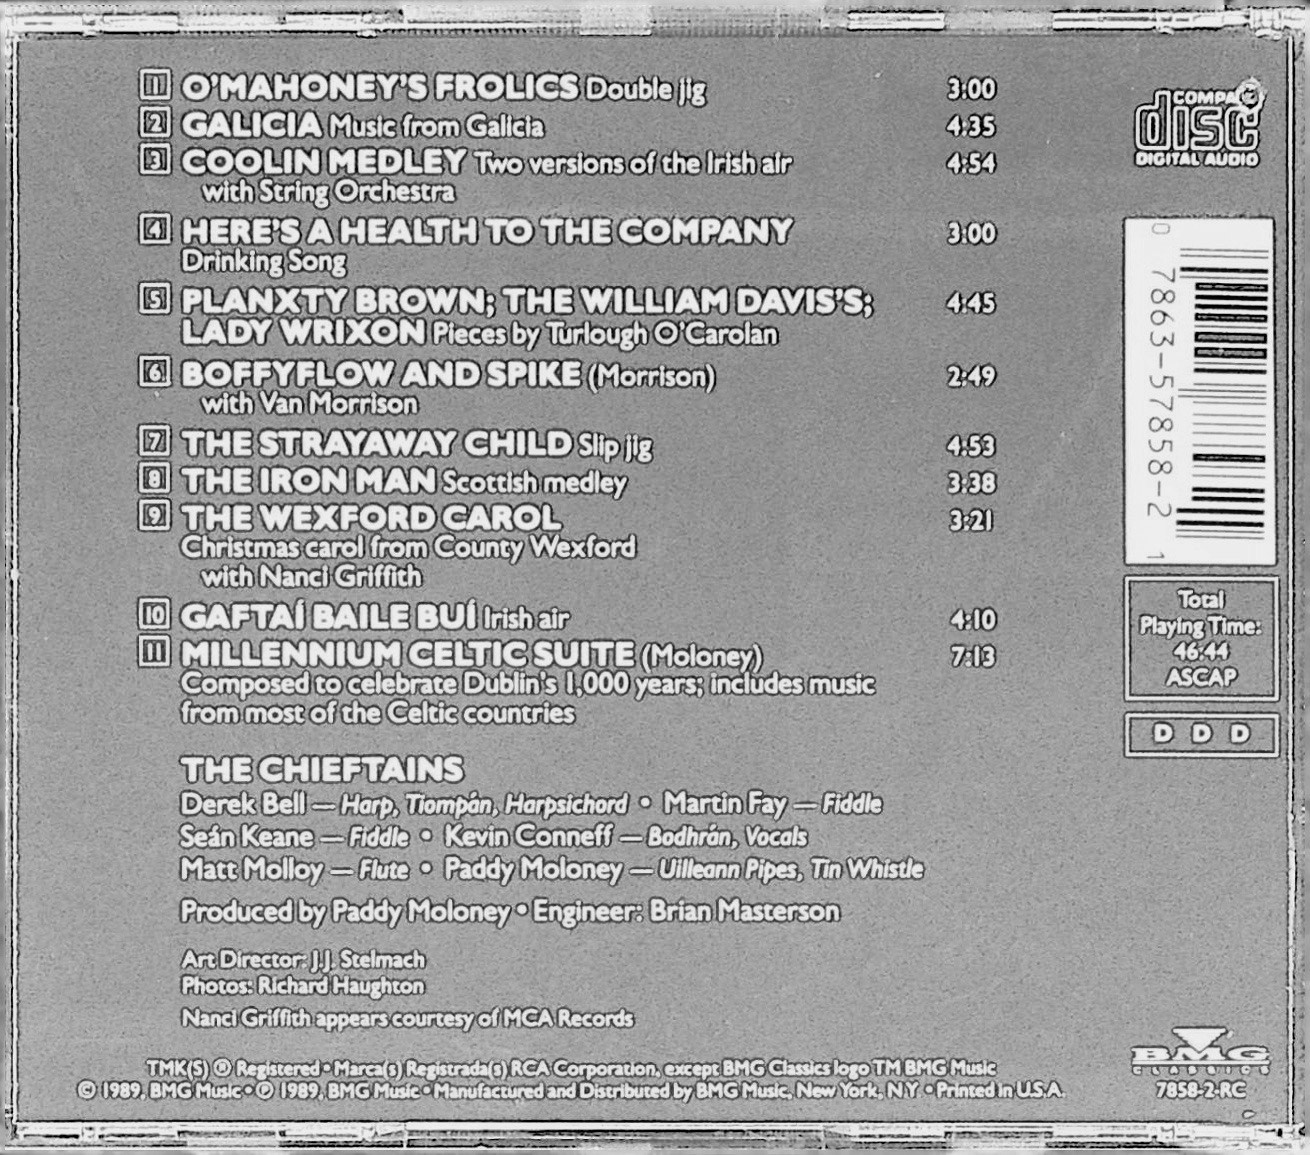 1 O'MAHONEY'S FROLICS Double Jig 3:00
2 GALICIA Music from Galicia 4:35
3 COOLIN MEDLEY Two versions of the Irish air 4:54
with String Orchestra
4 HERE'S A HEALTH TO THE COMPANY 3:00
Drinking Song
5 PLANXTY BROWN; THE WILLIAM DAVIS'S; 4:45
LADY WRIXON Pieces by Turlough O'Carolan
6 BOFFYFLOW AND SPIKE (Morrison) 2:49
with Van Morrison
7 THE STRAYAWAY CHILD Slip Jig 4:53
8 THE IRON MAN Scottish medley 3:38
9 THE WEXFORD CAROL 3:21
Christmas carol from County Wexford
with Nanci Griffith
10 GAFTAÍ BAILE BUÍ Irish air 4:10
11 MILLENNIUM CELTIC SUITE (Moloney) 7:13
Composed to celebrate Dublin's 1,000 years; includes music
from most of the Celtic countries
THE CHIEFTAINS
Derek Bell — Harp, Tiompán, Harpsichord • Martin Fay — Fiddle
Seán Keane — Fiddle • Kevin Conneff — Bodhrán, Vocals
Matt Molloy — Flute • Paddy Moloney — Uilleann Pipes, Tin Whistle
Produced by Paddy Moloney • Engineer: Brian Masterson
Art Director: J.J. Stelmach
Photos: Richard Haughton
Nanci Griffith appears courtesy of MCA Records
TMK(S) ® Registered • Marca(s) Registrada(s) RCA Corporation, except BMG Classics logo TM BMG Music
© 1989, BMG Music • ℗ 1989, BMG Music • Manufactured and Distributed by BMG Music, New York, N.Y. • Printed in U.S.A.
COMPACT
disc
DIGITAL AUDIO
0 7863-57858-2 1
Total
Playing Time:
46:44
ASCAP
D D D
BMG
CLASSICS
7858-2-RC